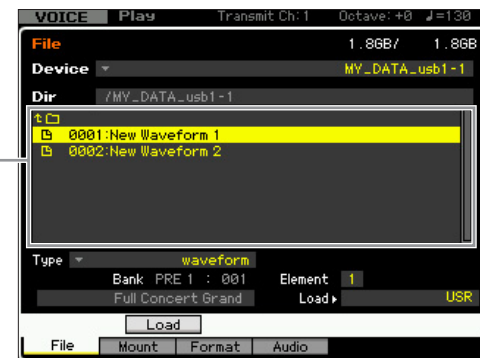 VOICE Play Transmit Ch:1 Octave:+0 ♩=130
File 1.8GB/ 1.8GB
Device MY_DATA_usb1-1
Dir /MY_DATA_usb1-1
0001:New Waveform 1
0002:New Waveform 2
Type waveform
Bank PRE 1 : 001 Element 1
Full Concert Grand Load USR
Load
File Mount Format Audio